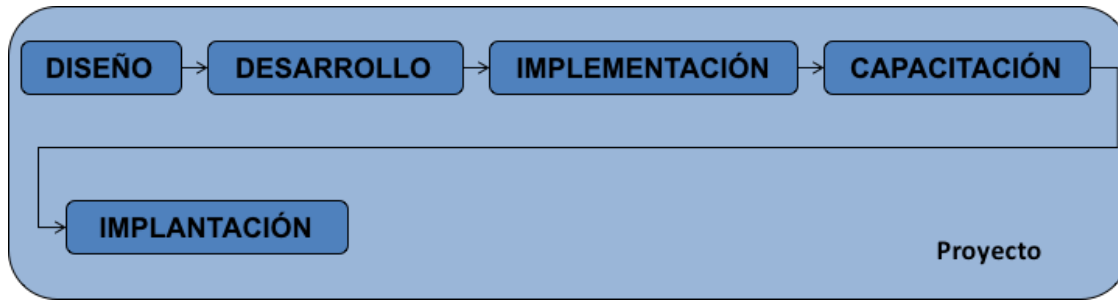 DISEÑO
DESARROLLO
IMPLEMENTACIÓN
CAPACITACIÓN
IMPLANTACIÓN
Proyecto